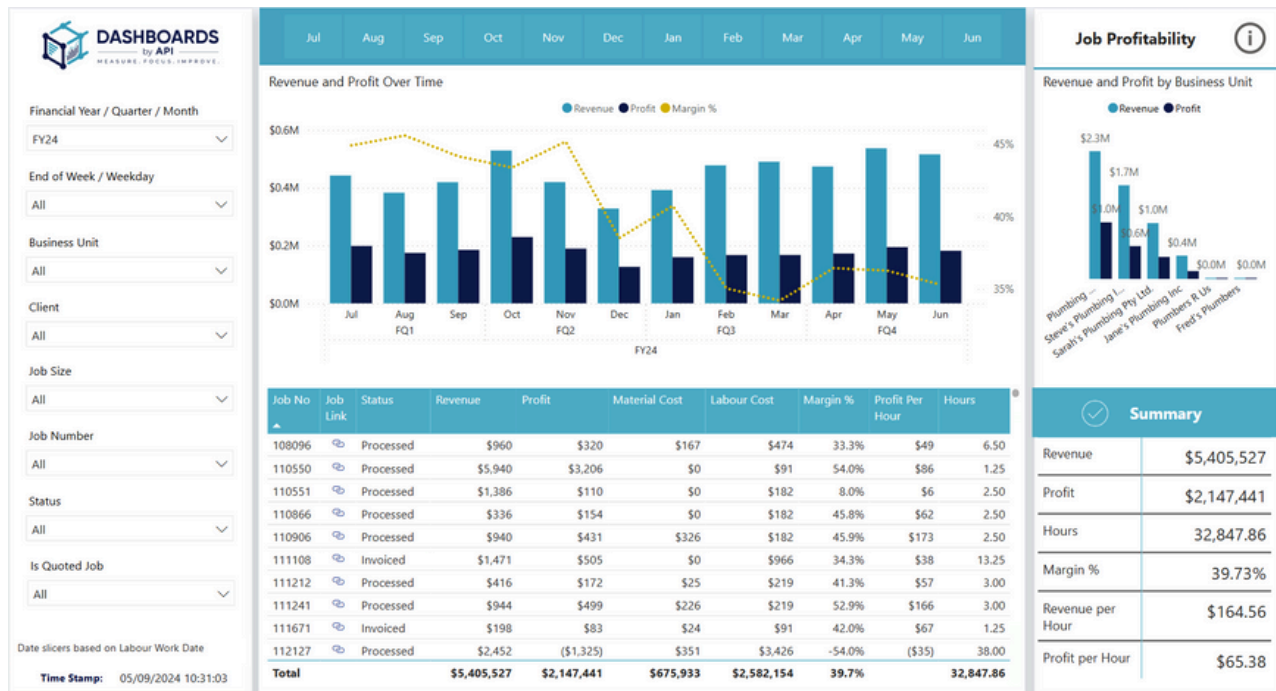 DASHBOARDS
by API
MEASURE. FOCUS. IMPROVE.
Financial Year / Quarter / Month
FY24
End of Week / Weekday
All
Business Unit
All
Client
All
Job Size
All
Job Number
All
Status
All
Is Quoted Job
All
Date slicers based on Labour Work Date
Time Stamp: 05/09/2024 10:31:03
Jul Aug Sep Oct Nov Dec Jan Feb Mar Apr May Jun
Revenue and Profit Over Time
Revenue Profit Margin %
$0.6M
$0.4M
$0.2M
$0.0M
45%
40%
35%
Jul Aug Sep Oct Nov Dec Jan Feb Mar Apr May Jun
FQ1 FQ2 FQ3 FQ4
FY24
Job No Job Link Status Revenue Profit Material Cost Labour Cost Margin % Profit Per Hour Hours
108096 Processed $960 $320 $167 $474 33.3% $49 6.50
110550 Processed $5,940 $3,206 $0 $91 54.0% $86 1.25
110551 Processed $1,386 $110 $0 $182 8.0% $6 2.50
110866 Processed $336 $154 $0 $182 45.8% $62 2.50
110906 Processed $940 $431 $326 $182 45.9% $173 2.50
111108 Invoiced $1,471 $505 $0 $966 34.3% $38 13.25
111212 Processed $416 $172 $25 $219 41.3% $57 3.00
111241 Processed $944 $499 $226 $219 52.9% $166 3.00
111671 Invoiced $198 $83 $24 $91 42.0% $67 1.25
112127 Processed $2,452 ($1,325) $351 $3,426 -54.0% ($35) 38.00
Total $5,405,527 $2,147,441 $675,933 $2,582,154 39.7% 32,847.86
Job Profitability
i
Revenue and Profit by Business Unit
Revenue Profit
$2.3M
$1.7M
$1.0M $1.0M
$0.6M
$0.4M
$0.0M $0.0M
Plumbing ...
Steve's Plumbing I...
Sarah's Plumbing Pty Ltd.
Jane's Plumbing Inc
Plumbers R Us
Fred's Plumbers
Summary
Revenue $5,405,527
Profit $2,147,441
Hours 32,847.86
Margin % 39.73%
Revenue per Hour $164.56
Profit per Hour $65.38